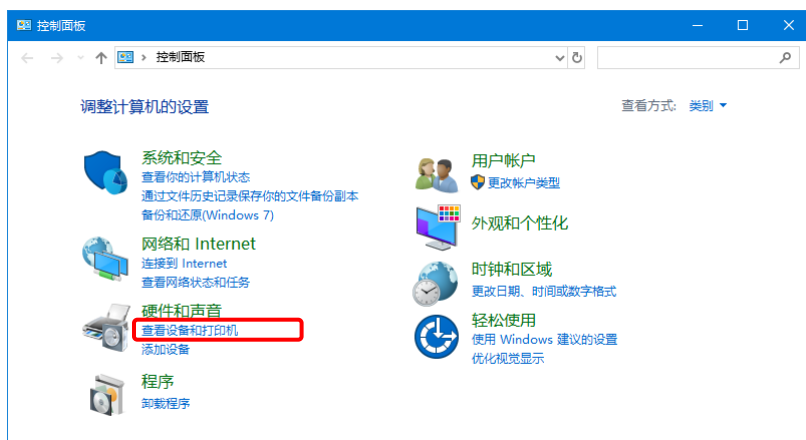 控制面板
控制面板
调整计算机的设置
查看方式: 类别
系统和安全
查看你的计算机状态
通过文件历史记录保存你的文件备份副本
备份和还原(Windows 7)
网络和 Internet
连接到 Internet
查看网络状态和任务
硬件和声音
查看设备和打印机
添加设备
程序
卸载程序
用户帐户
更改帐户类型
外观和个性化
时钟和区域
更改日期、时间或数字格式
轻松使用
使用 Windows 建议的设置
优化视觉显示